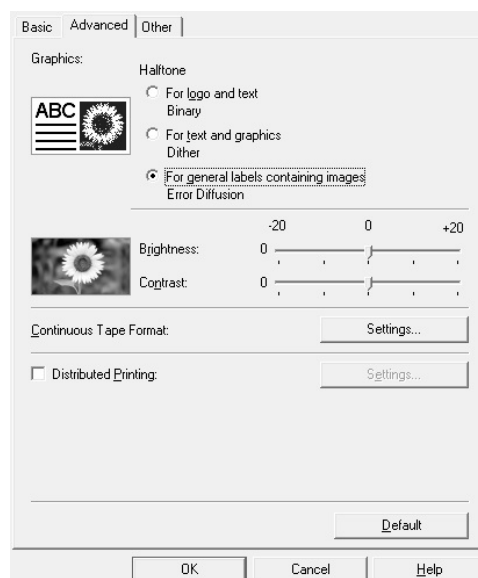 Basic Advanced Other
Graphics:
Halftone
ABC
For logo and text
Binary
For text and graphics
Dither
For general labels containing images
Error Diffusion
-20 0 +20
Brightness: 0
Contrast: 0
Continuous Tape Format: Settings...
Distributed Printing: Settings...
Default
OK Cancel Help